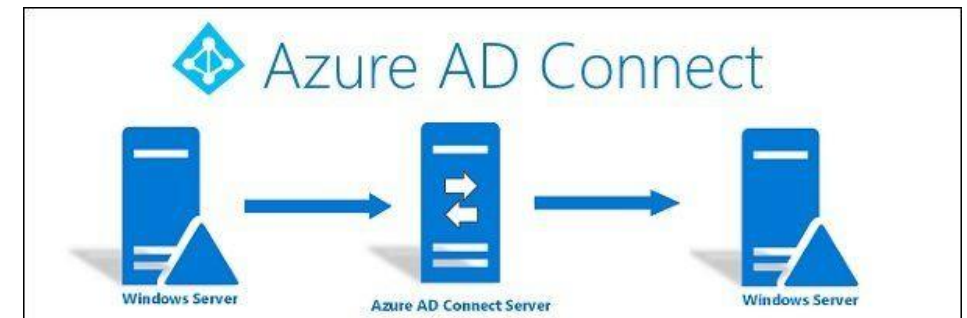 Azure AD Connect
Windows Server
Azure AD Connect Server
Windows Server